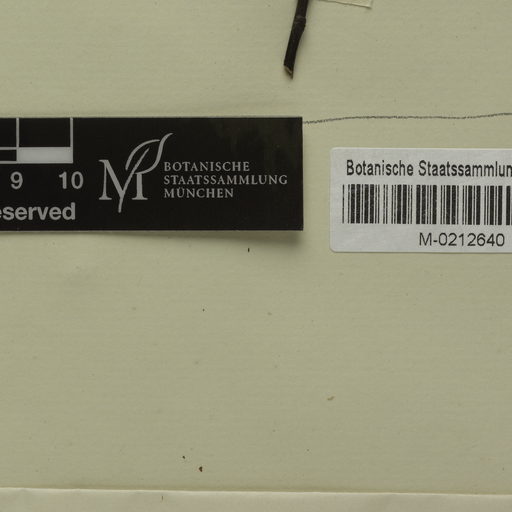 9 10
eserved
M
BOTANISCHE
STAATSSAMMLUNG
MÜNCHEN
Botanische Staatssammlun
M-0212640